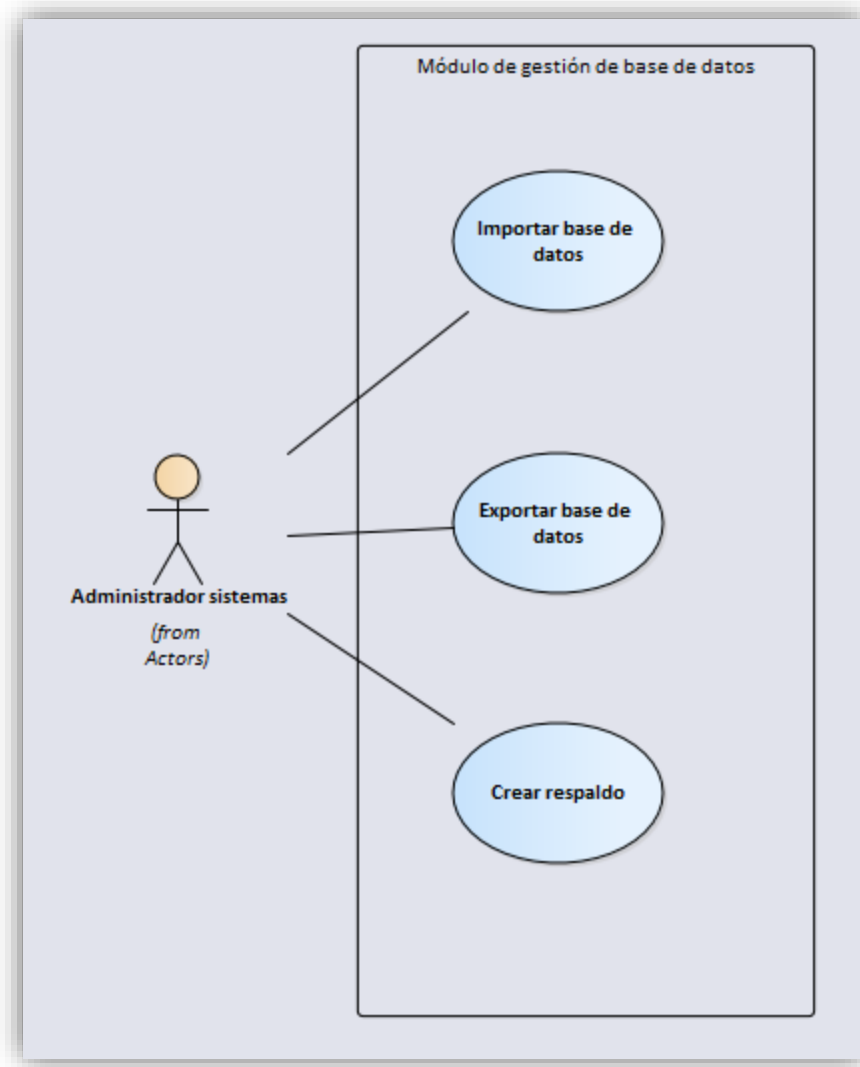 Módulo de gestión de base de datos
Importar base de
datos
Exportar base de
datos
Administrador sistemas
(from
Actors)
Crear respaldo